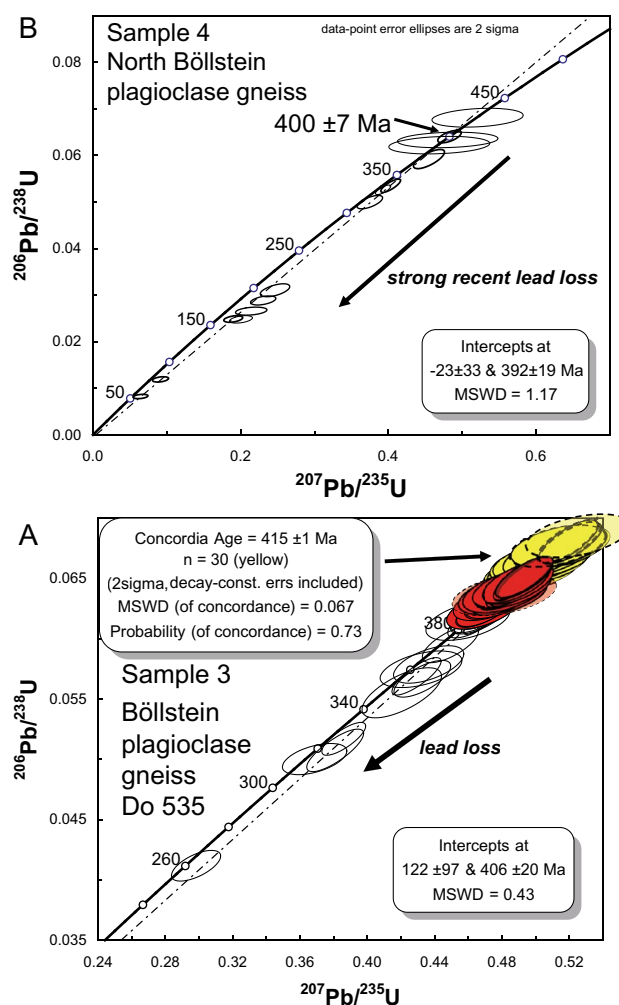 B
Sample 4
North Böllstein
plagioclase gneiss
data-point error ellipses are 2 sigma
0.08
450
400 ±7 Ma
0.06
350
206Pb/238U
0.04
250
strong recent lead loss
0.02
150
Intercepts at
-23±33 & 392±19 Ma
MSWD = 1.17
50
0.00
0.0
0.2
0.4
0.6
207Pb/235U
A
Concordia Age = 415 ±1 Ma
n = 30 (yellow)
(2sigma, decay-const. errs included)
MSWD (of concordance) = 0.067
Probability (of concordance) = 0.73
0.065
380
Sample 3
Böllstein
plagioclase
gneiss
Do 535
0.055
340
206Pb/238U
lead loss
300
0.045
260
Intercepts at
122 ±97 & 406 ±20 Ma
MSWD = 0.43
0.035
0.24
0.28
0.32
0.36
0.40
0.44
0.48
0.52
207Pb/235U